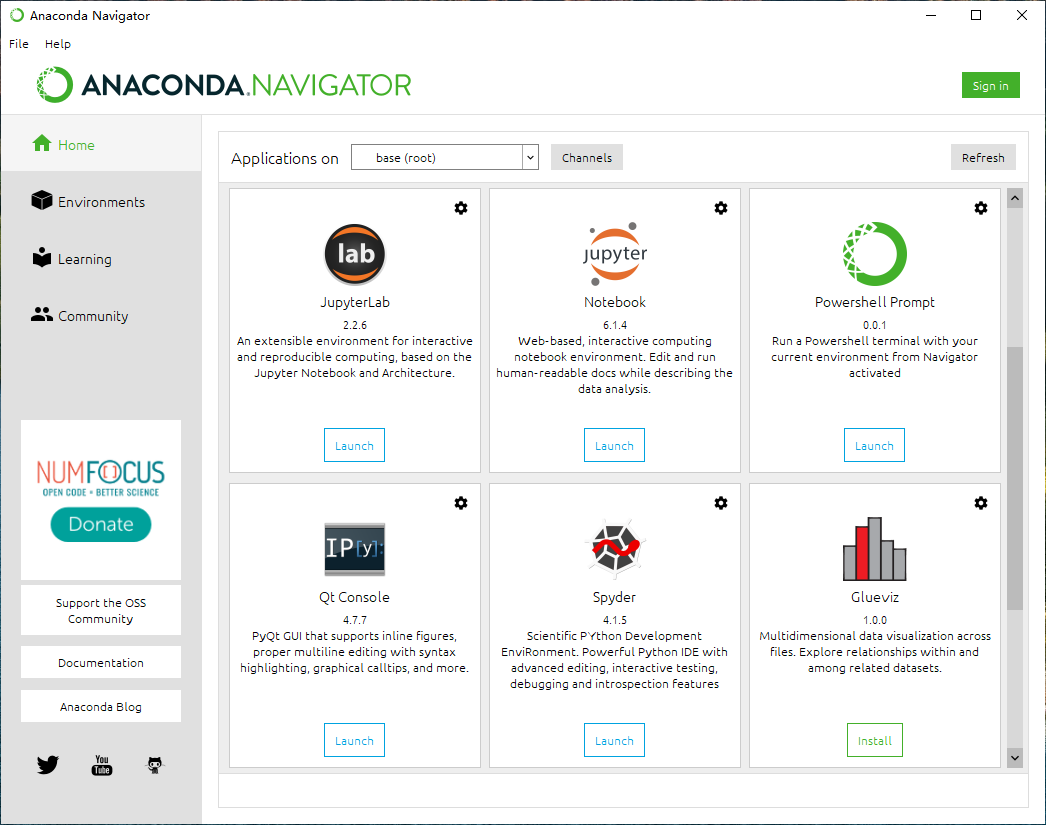 Anaconda Navigator
File Help
ANACONDA.NAVIGATOR
Sign in
Home
Environments
Learning
Community
NUMFOCUS
OPEN CODE = BETTER SCIENCE
Donate
Support the OSS
Community
Documentation
Anaconda Blog
You
Tube
Applications on base (root) Channels Refresh
lab
JupyterLab
2.2.6
An extensible environment for interactive
and reproducible computing, based on the
Jupyter Notebook and Architecture.
Launch
jupyter
Notebook
6.1.4
Web-based, interactive computing
notebook environment. Edit and run
human-readable docs while describing the
data analysis.
Launch
Powershell Prompt
0.0.1
Run a Powershell terminal with your
current environment from Navigator
activated
Launch
IP[y]:
Qt Console
4.7.7
PyQt GUI that supports inline figures,
proper multiline editing with syntax
highlighting, graphical calltips, and more.
Launch
Spyder
4.1.5
Scientific PYthon Development
EnviRonment. Powerful Python IDE with
advanced editing, interactive testing,
debugging and introspection features
Launch
Glueviz
1.0.0
Multidimensional data visualization across
files. Explore relationships within and
among related datasets.
Install